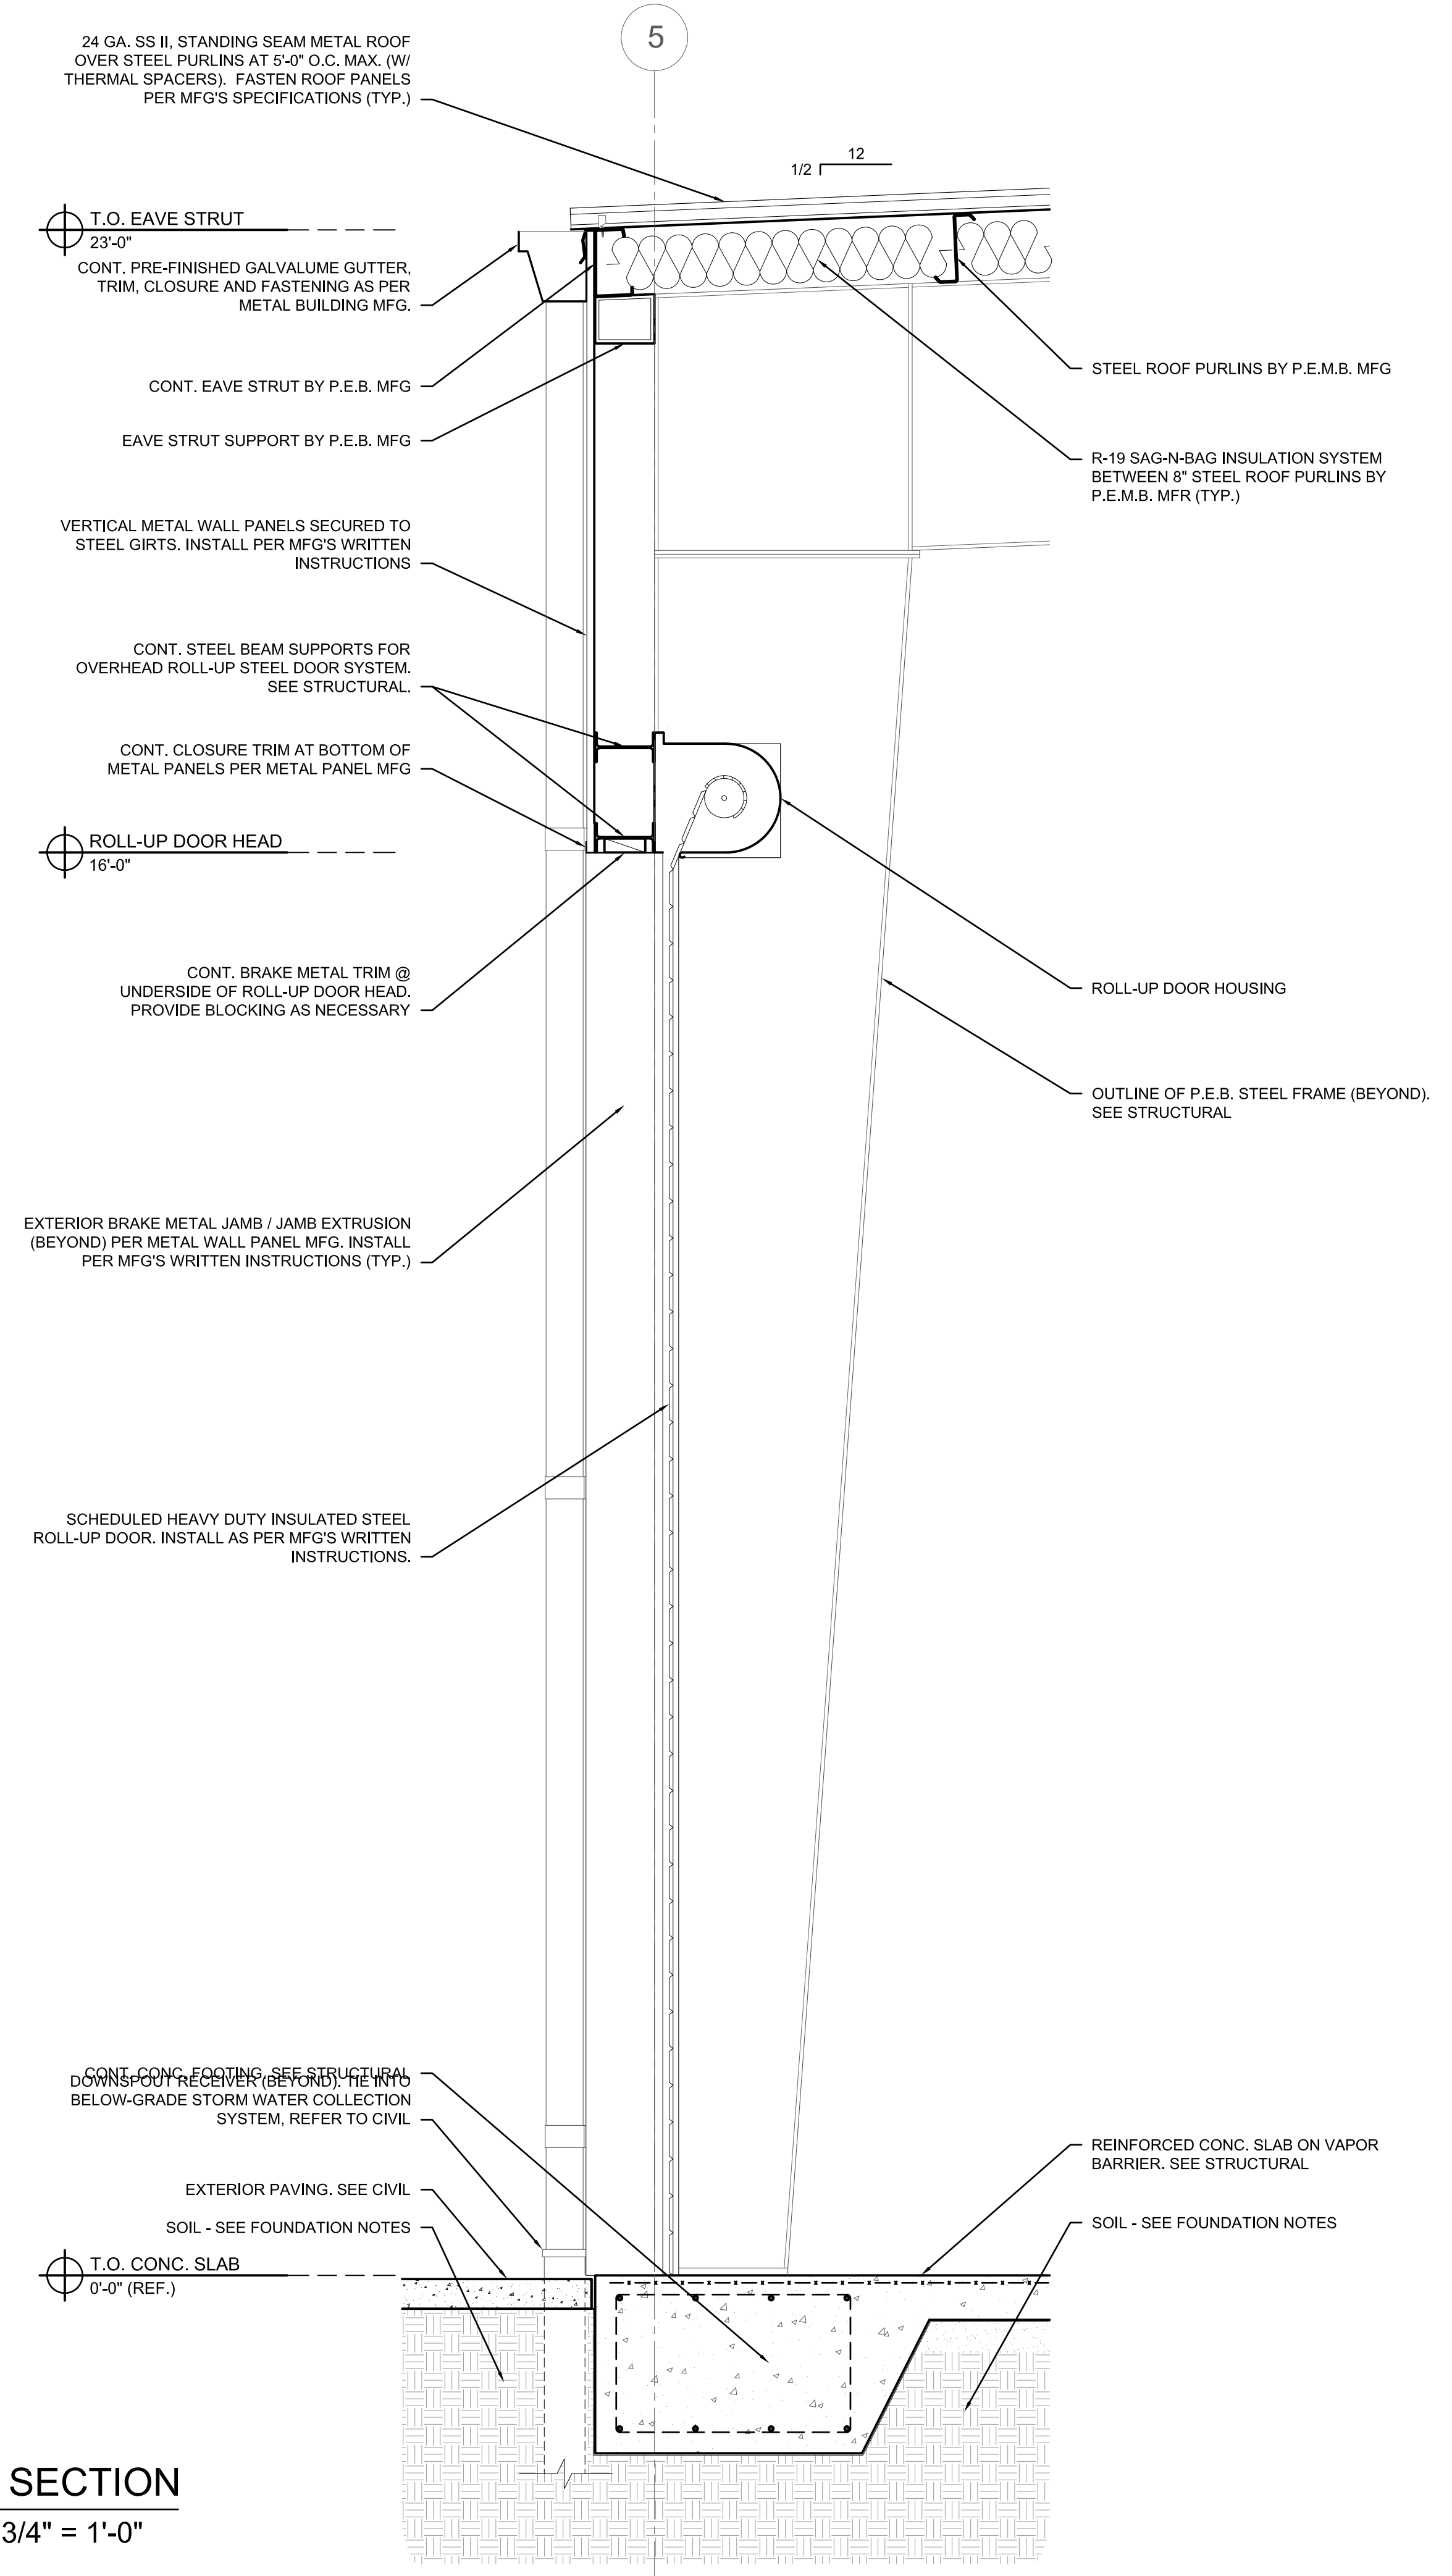 5
24 GA. SS II, STANDING SEAM METAL ROOF
OVER STEEL PURLINS AT 5'-0" O.C. MAX. (W/
THERMAL SPACERS). FASTEN ROOF PANELS
PER MFG'S SPECIFICATIONS (TYP.)
12
1/2
T.O. EAVE STRUT
23'-0"
CONT. PRE-FINISHED GALVALUME GUTTER,
TRIM, CLOSURE AND FASTENING AS PER
METAL BUILDING MFG.
CONT. EAVE STRUT BY P.E.B. MFG
EAVE STRUT SUPPORT BY P.E.B. MFG
VERTICAL METAL WALL PANELS SECURED TO
STEEL GIRTS. INSTALL PER MFG'S WRITTEN
INSTRUCTIONS
CONT. STEEL BEAM SUPPORTS FOR
OVERHEAD ROLL-UP STEEL DOOR SYSTEM.
SEE STRUCTURAL.
CONT. CLOSURE TRIM AT BOTTOM OF
METAL PANELS PER METAL PANEL MFG
ROLL-UP DOOR HEAD
16'-0"
CONT. BRAKE METAL TRIM @
UNDERSIDE OF ROLL-UP DOOR HEAD.
PROVIDE BLOCKING AS NECESSARY
EXTERIOR BRAKE METAL JAMB / JAMB EXTRUSION
(BEYOND) PER METAL WALL PANEL MFG. INSTALL
PER MFG'S WRITTEN INSTRUCTIONS (TYP.)
SCHEDULED HEAVY DUTY INSULATED STEEL
ROLL-UP DOOR. INSTALL AS PER MFG'S WRITTEN
INSTRUCTIONS.
CONT. CONC. FOOTING. SEE STRUCTURAL
DOWNSPOUT RECEIVER (BEYOND). TIE INTO
BELOW-GRADE STORM WATER COLLECTION
SYSTEM, REFER TO CIVIL
EXTERIOR PAVING. SEE CIVIL
SOIL - SEE FOUNDATION NOTES
T.O. CONC. SLAB
0'-0" (REF.)
STEEL ROOF PURLINS BY P.E.M.B. MFG
R-19 SAG-N-BAG INSULATION SYSTEM
BETWEEN 8" STEEL ROOF PURLINS BY
P.E.M.B. MFR (TYP.)
ROLL-UP DOOR HOUSING
OUTLINE OF P.E.B. STEEL FRAME (BEYOND).
SEE STRUCTURAL
REINFORCED CONC. SLAB ON VAPOR
BARRIER. SEE STRUCTURAL
SOIL - SEE FOUNDATION NOTES
SECTION
3/4" = 1'-0"